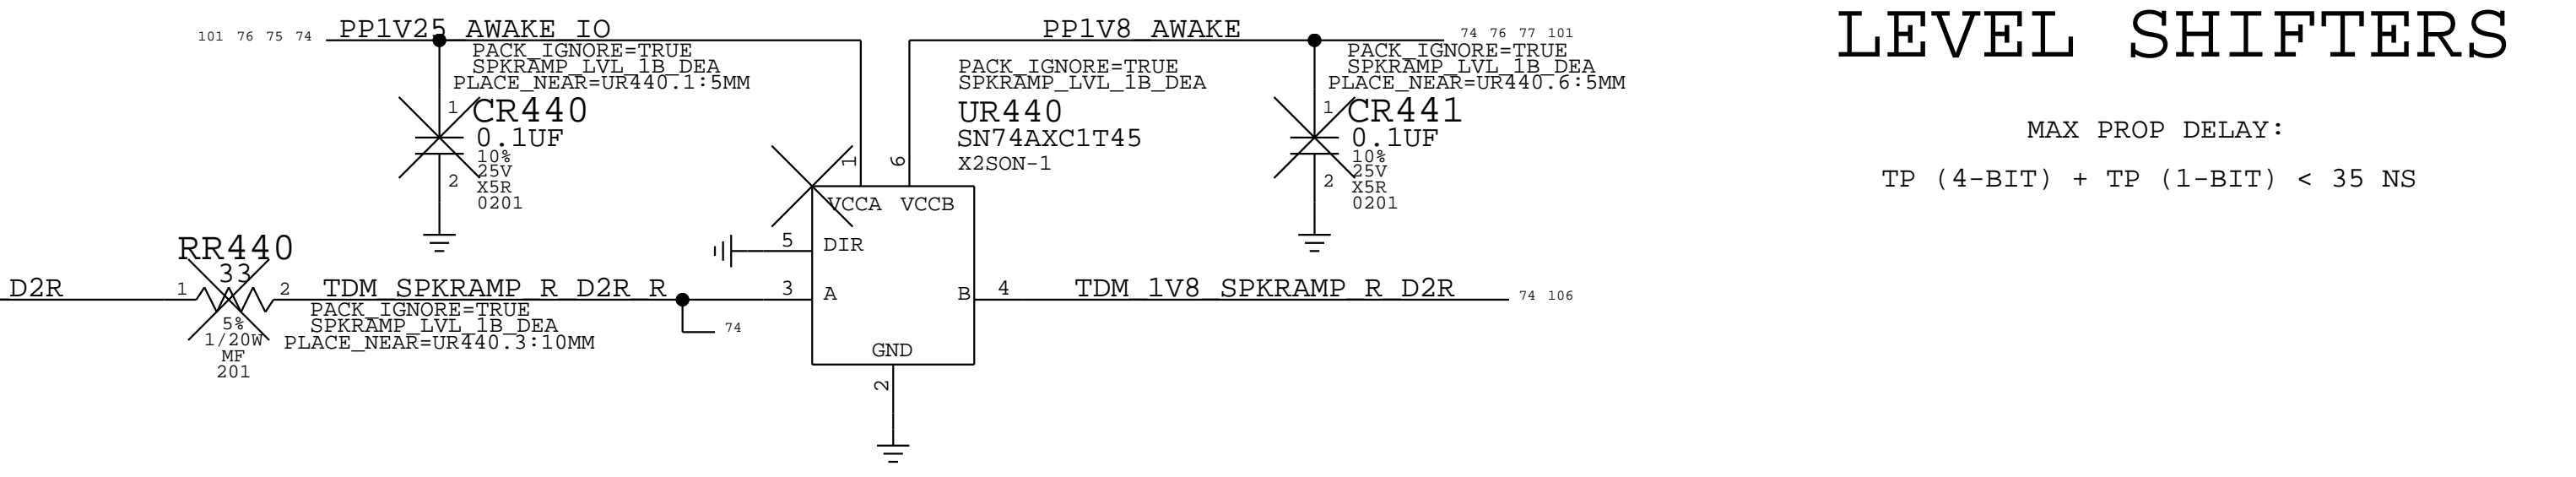 LEVEL SHIFTERS
MAX PROP DELAY:
TP (4-BIT) + TP (1-BIT) < 35 NS
101 76 75 74
PP1V25_AWAKE_IO
PACK_IGNORE=TRUE
SPKRAMP_LVL_1B_DEA
PLACE_NEAR=UR440.1:5MM
1
CR440
0.1UF
10%
25V
X5R
0201
2
PP1V8_AWAKE
74 76 77 101
PACK_IGNORE=TRUE
SPKRAMP_LVL_1B_DEA
UR440
SN74AXC1T45
X2SON-1
PACK_IGNORE=TRUE
SPKRAMP_LVL_1B_DEA
PLACE_NEAR=UR440.6:5MM
1
CR441
0.1UF
10%
25V
X5R
0201
2
1
6
VCCA VCCB
5
DIR
3
A
B
4
GND
2
D2R
RR440
33
1
2
5%
1/20W
MF
201
TDM_SPKRAMP_R_D2R_R
PACK_IGNORE=TRUE
SPKRAMP_LVL_1B_DEA
PLACE_NEAR=UR440.3:10MM
74
TDM_1V8_SPKRAMP_R_D2R
74 106